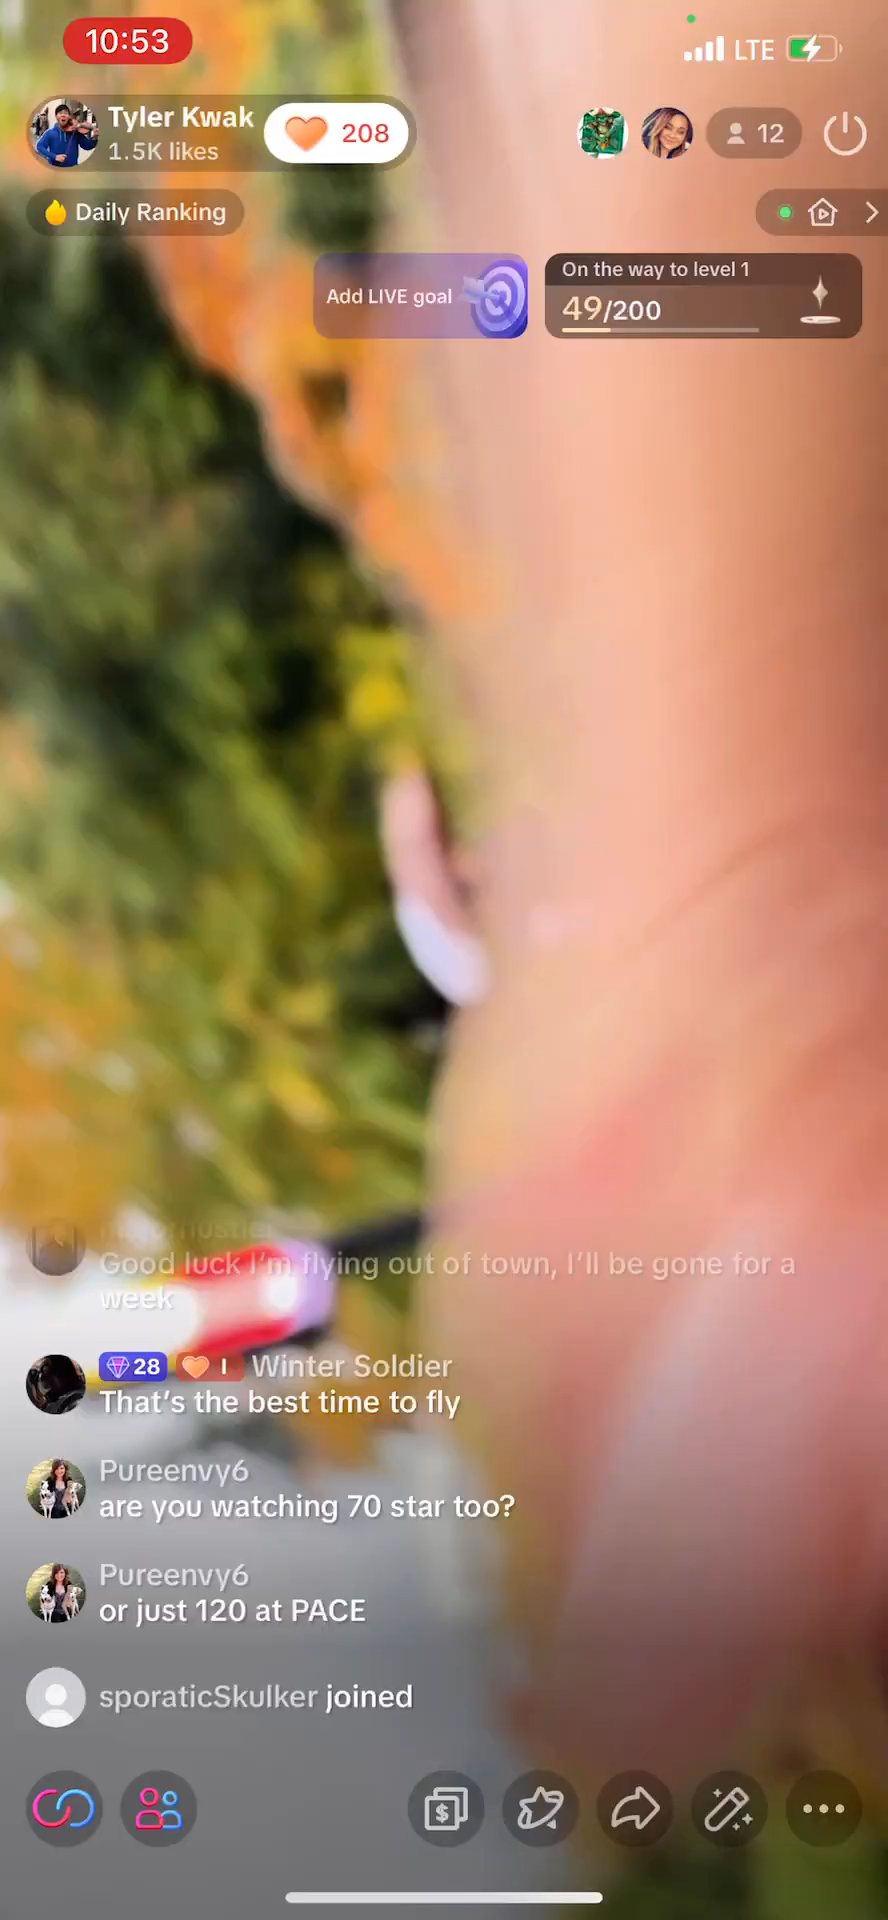 10:53
LTE
Tyler Kwak
1.5K likes
208
12
Daily Ranking
Add LIVE goal
On the way to level 1
49/200
Good luck I'm flying out of town, I'll be gone for a
week
28 I Winter Soldier
That's the best time to fly
Pureenvy6
are you watching 70 star too?
Pureenvy6
or just 120 at PACE
sporaticSkulker joined